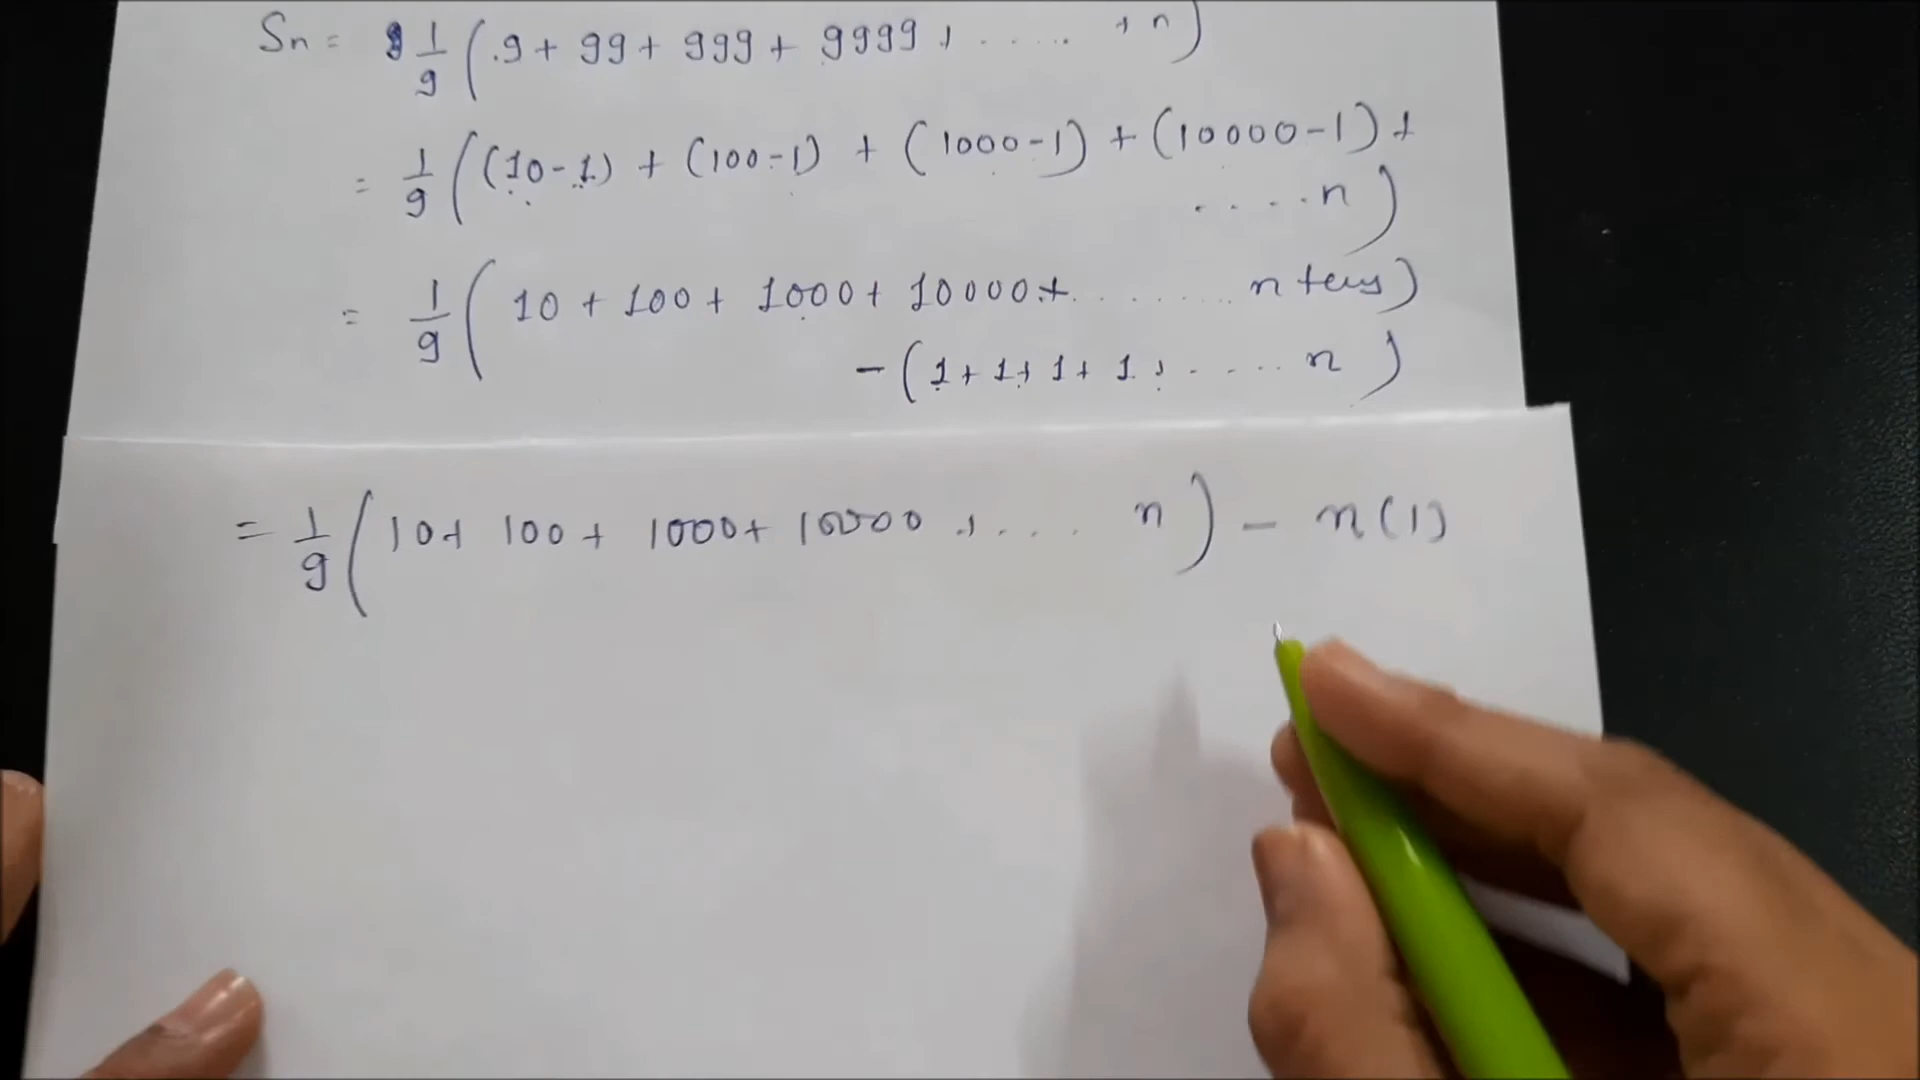 Sn = 1/9 (.9 + 99 + 999 + 9999 + ..... + n)
= 1/9 ((10-1) + (100-1) + (1000-1) + (10000-1) +
....n)
= 1/9 ( 10 + 100 + 1000 + 10000 + ........ n tems)
- (1 + 1 + 1 + 1 + ..... n )
= 1/9 ( 10 + 100 + 1000 + 10000 + .... n ) - n(1)